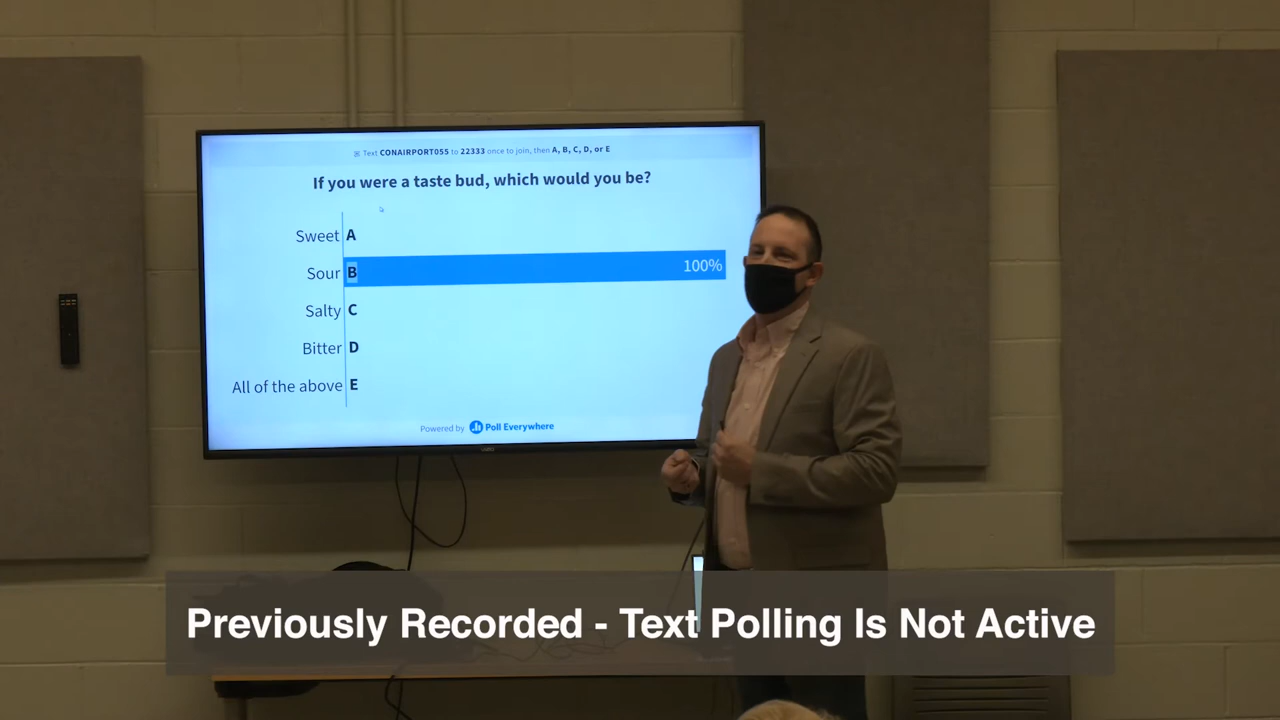 Text CONAIRPORT055 to 22333 once to join, then A, B, C, D, or E
If you were a taste bud, which would you be?
Sweet A
Sour B 100%
Salty C
Bitter D
All of the above E
Powered by Poll Everywhere
Previously Recorded - Text Polling Is Not Active